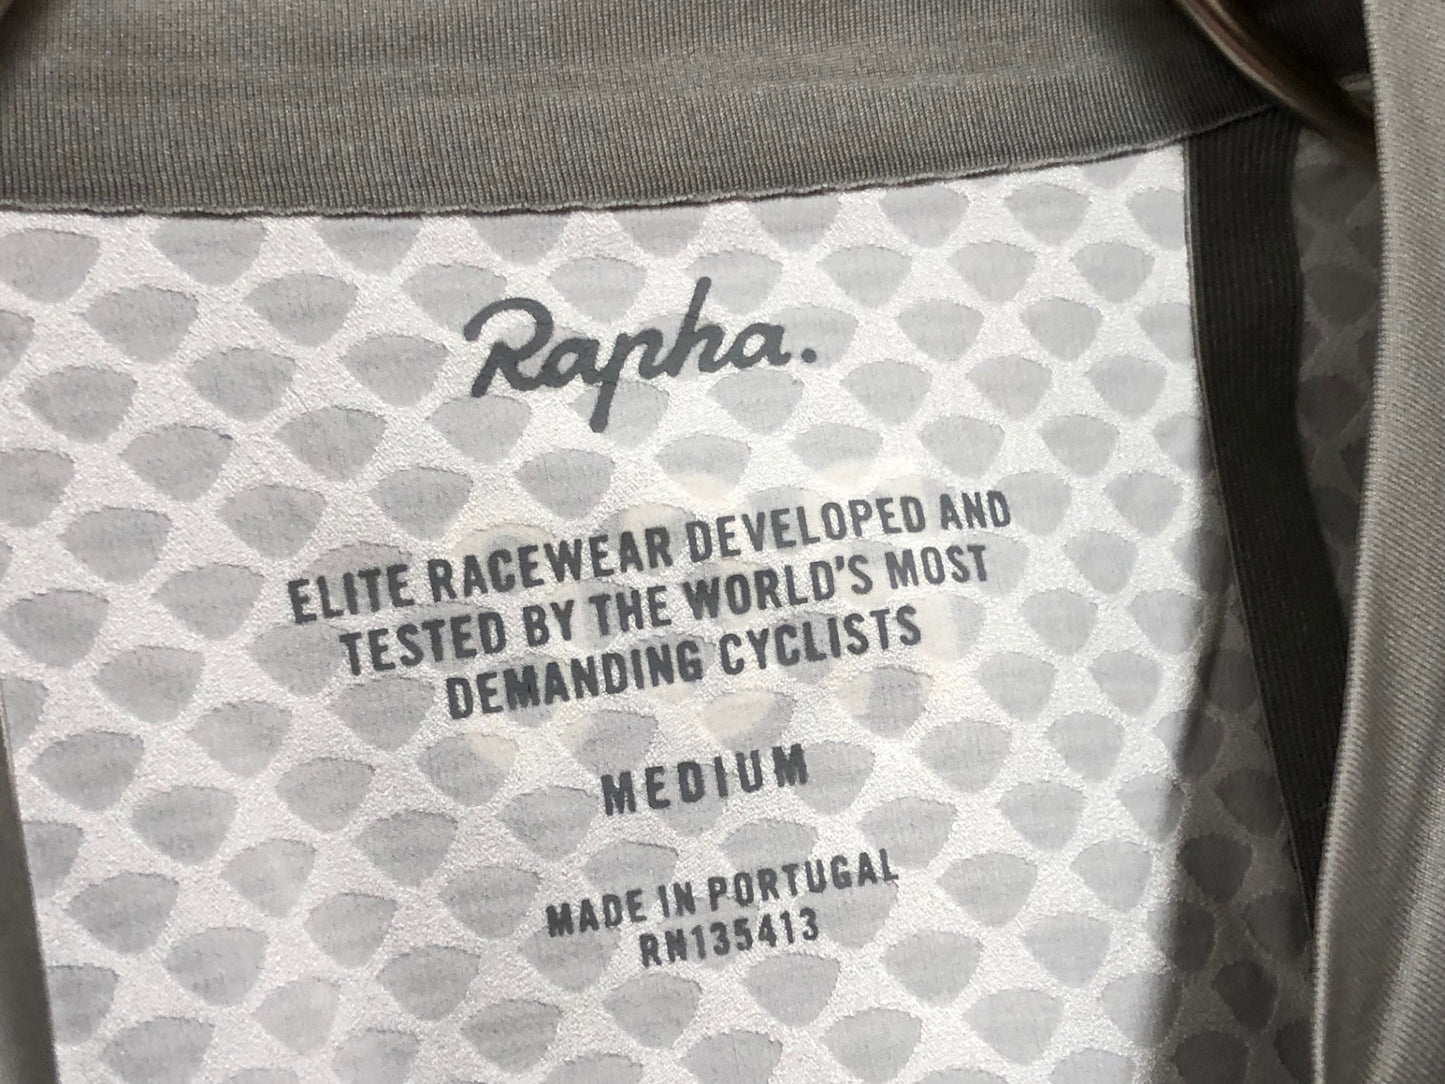 Rapha.
ELITE RACEWEAR DEVELOPED AND
TESTED BY THE WORLD'S MOST
DEMANDING CYCLISTS
MEDIUM
MADE IN PORTUGAL
RN135413